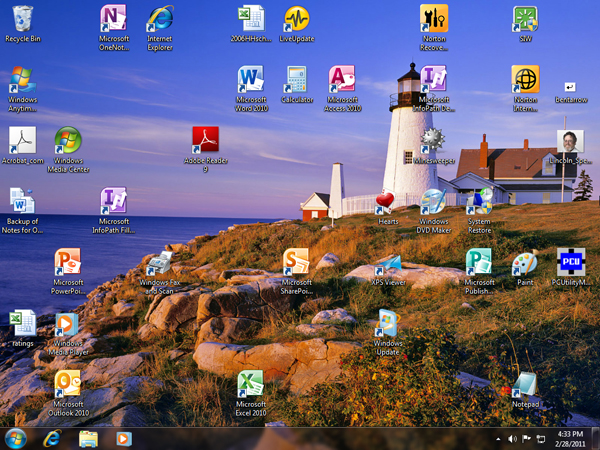 Recycle Bin
Microsoft
OneNot...
Internet
Explorer
2006HHsch...
LiveUpdate
Norton
Recove...
SIW
Windows
Anytim...
Microsoft
Word 2010
Calculator
Microsoft
Access 2010
Microsoft
InfoPath De...
Norton
Intern...
Bentarrow
Acrobat_com
Windows
Media Center
Adobe Reader
9
Minesweeper
Lincoln_Spe...
Backup of
Notes for O...
Microsoft
InfoPath Fill...
Hearts
Windows
DVD Maker
System
Restore
Microsoft
PowerPoi...
Windows Fax
and Scan
Microsoft
SharePoi...
XPS Viewer
Microsoft
Publish...
Paint
PCU
PCUtilityM...
ratings
Windows
Media Player
Windows
Update
Microsoft
Outlook 2010
Microsoft
Excel 2010
Notepad
4:33 PM
2/28/2011